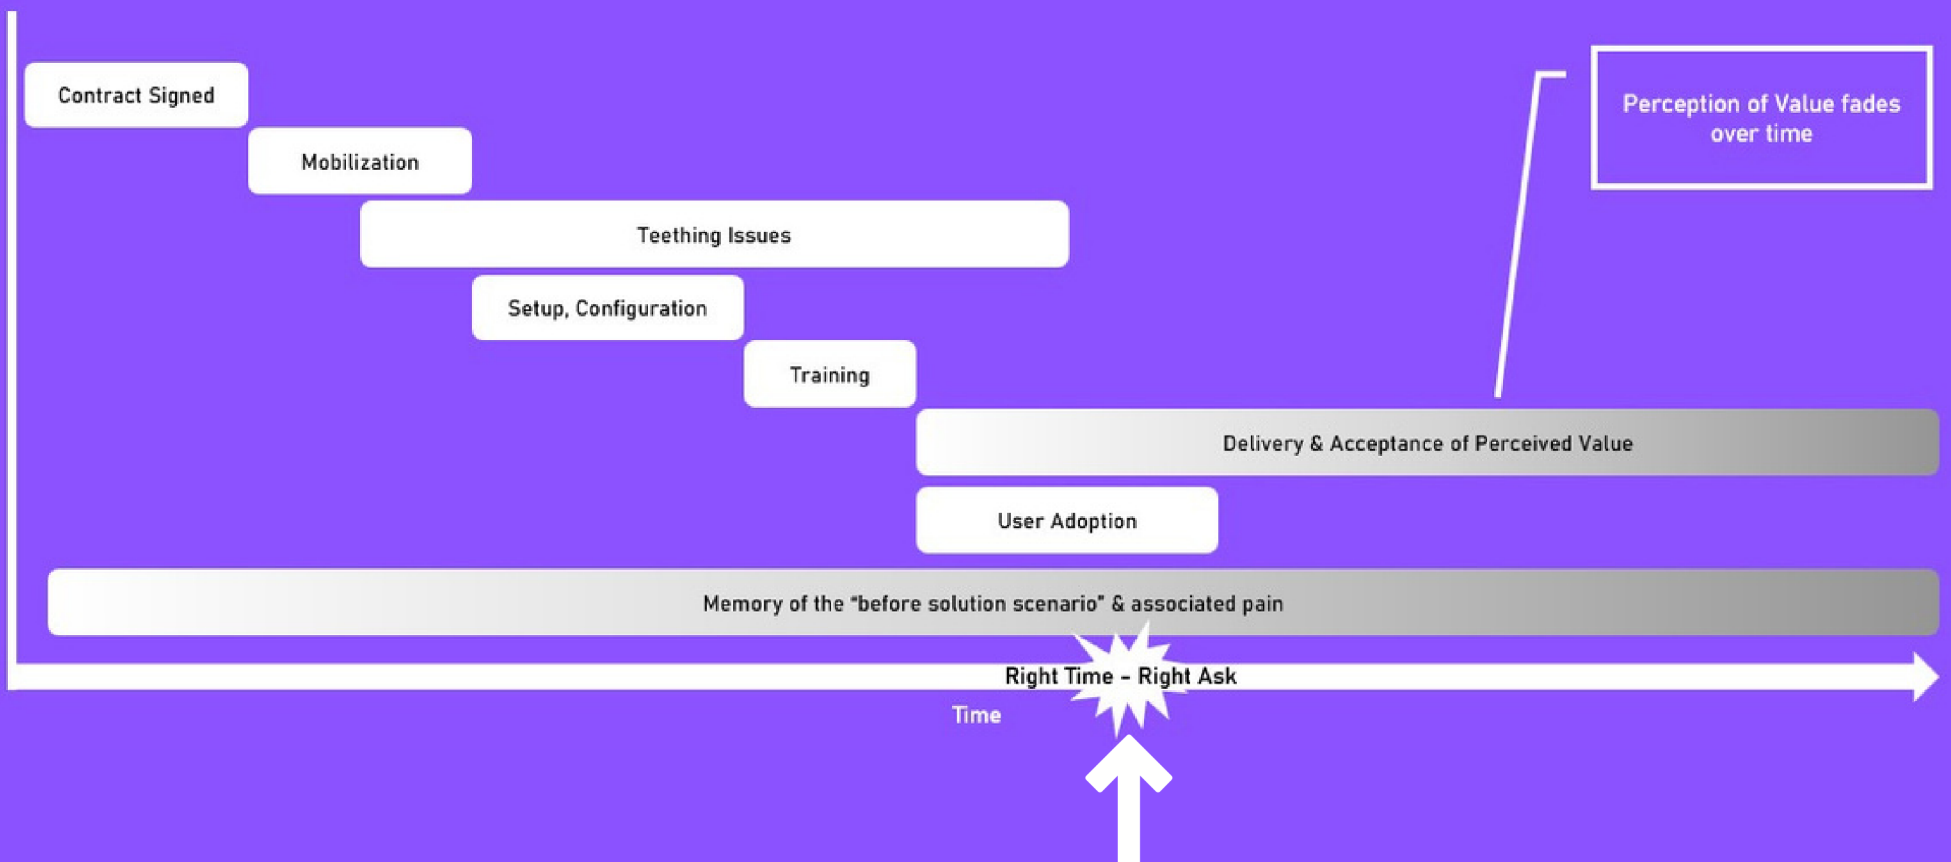 Contract Signed
Perception of Value fades
over time
Mobilization
Teething Issues
Setup, Configuration
Training
Delivery & Acceptance of Perceived Value
User Adoption
Memory of the “before solution scenario” & associated pain
Right Time - Right Ask
Time